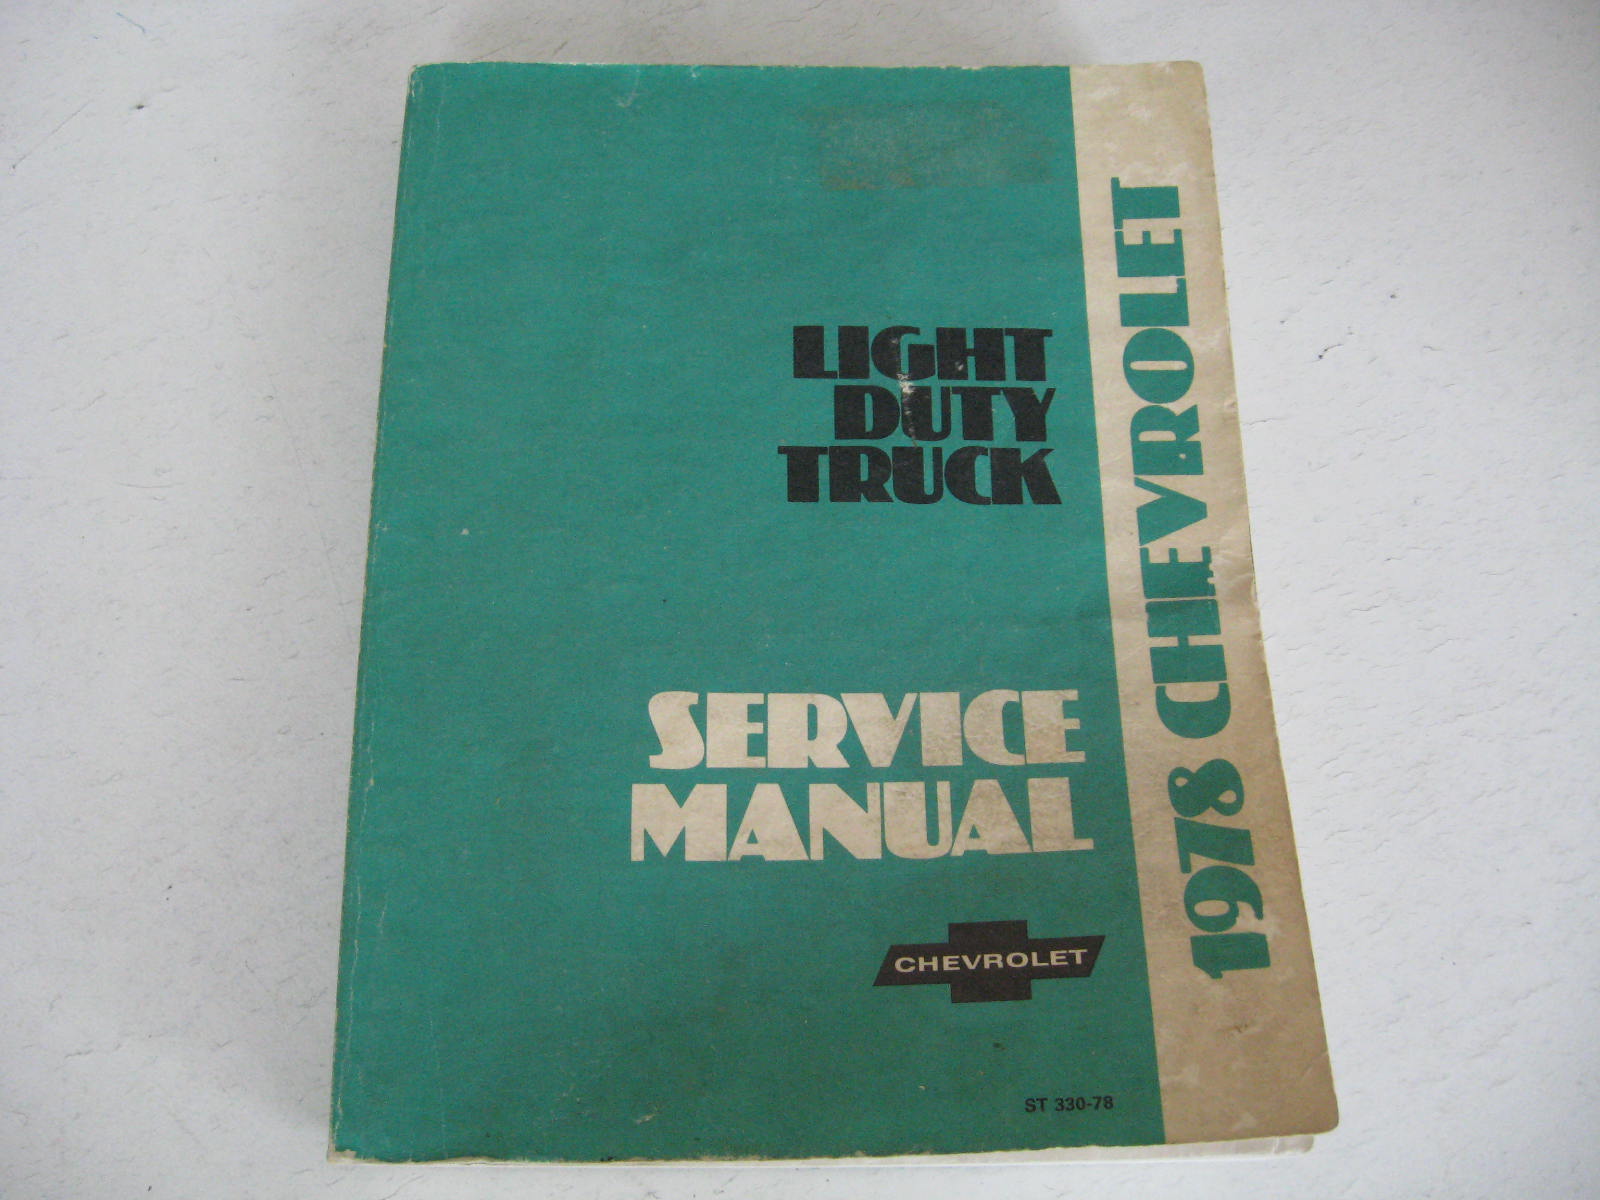 LIGHT
DUTY
TRUCK
SERVICE
MANUAL
CHEVROLET
ST 330-78
1978 CHEVROLET